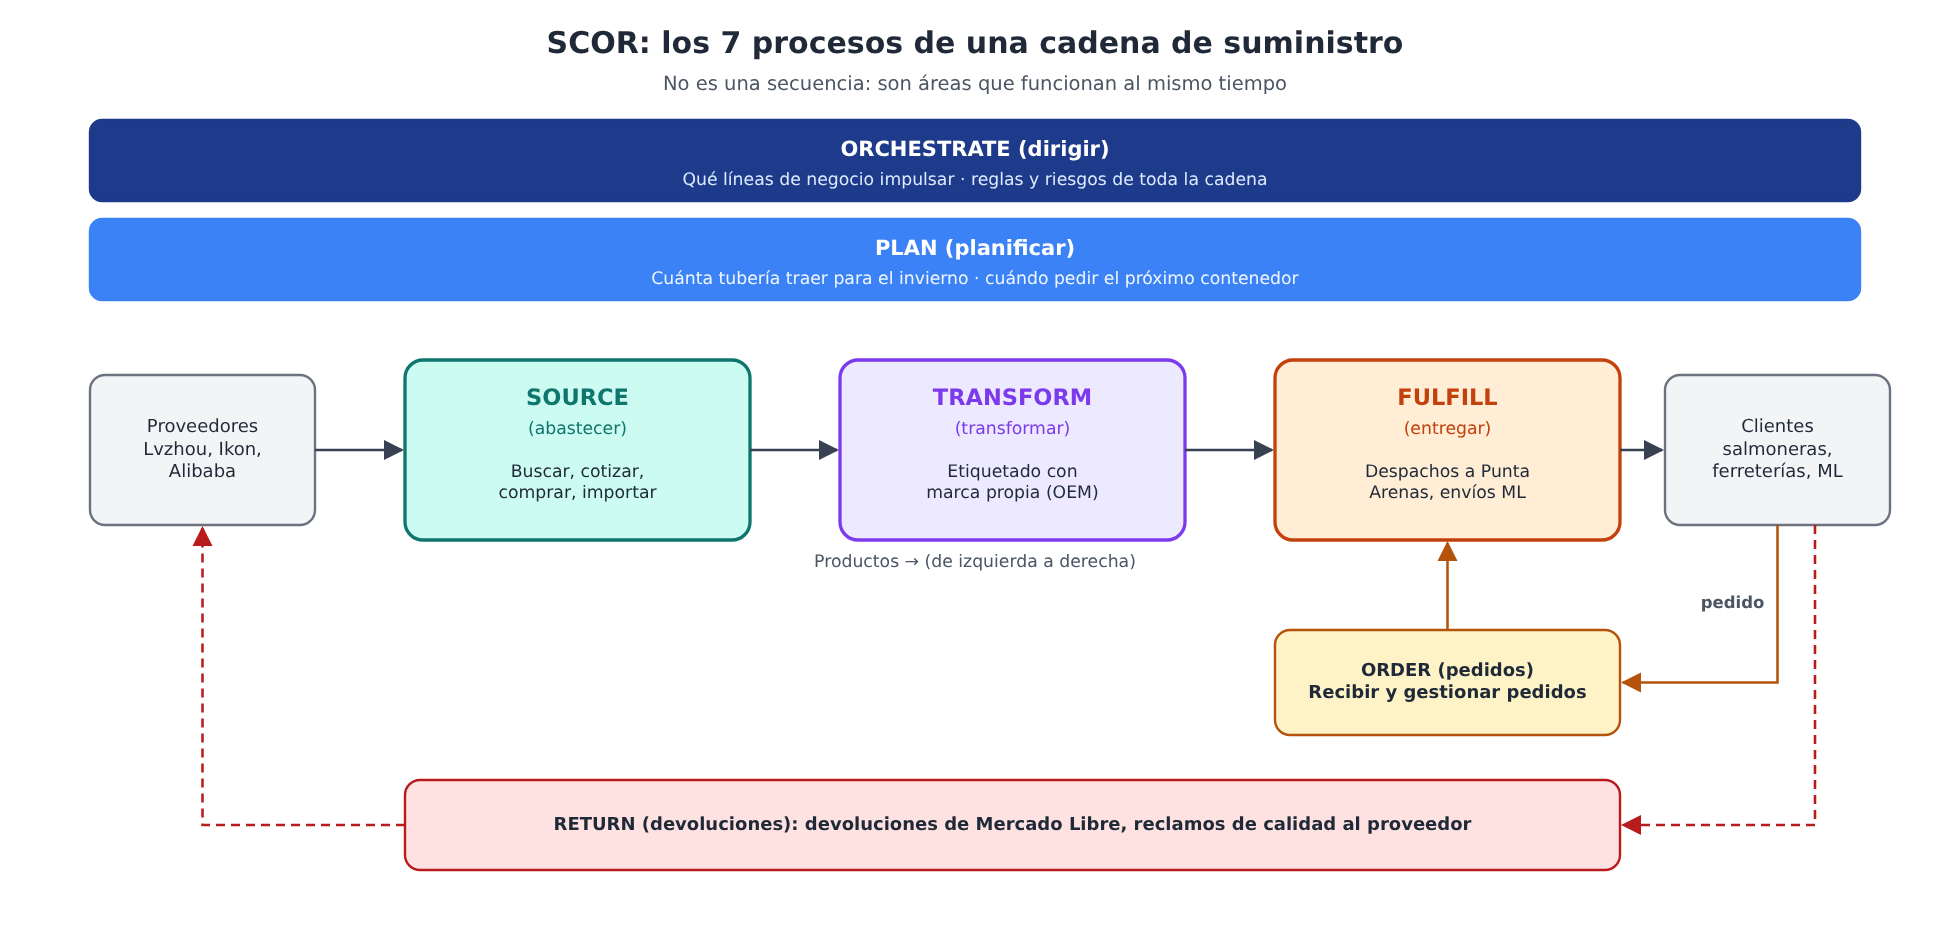 SCOR: los 7 procesos de una cadena de suministro
No es una secuencia: son áreas que funcionan al mismo tiempo
ORCHESTRATE (dirigir)
Qué líneas de negocio impulsar · reglas y riesgos de toda la cadena
PLAN (planificar)
Cuánta tubería traer para el invierno · cuándo pedir el próximo contenedor
Proveedores
Lvzhou, Ikon,
Alibaba
SOURCE
(abastecer)
Buscar, cotizar,
comprar, importar
TRANSFORM
(transformar)
Etiquetado con
marca propia (OEM)
FULFILL
(entregar)
Despachos a Punta
Arenas, envíos ML
Clientes
salmoneras,
ferreterías, ML
Productos → (de izquierda a derecha)
pedido
ORDER (pedidos)
Recibir y gestionar pedidos
RETURN (devoluciones): devoluciones de Mercado Libre, reclamos de calidad al proveedor